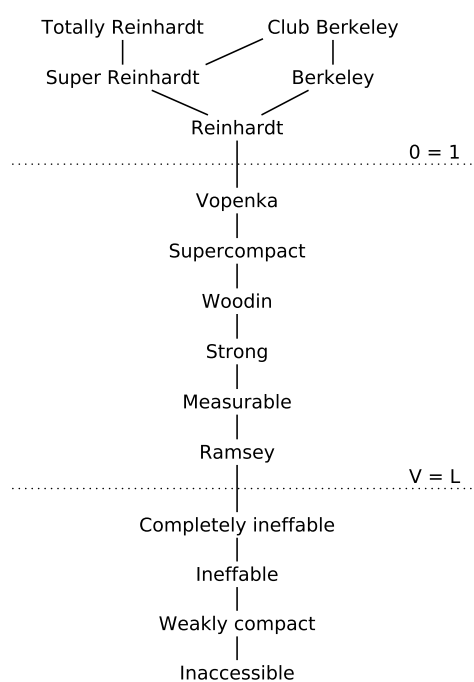 Totally Reinhardt Club Berkeley
Super Reinhardt Berkeley
Reinhardt
0 = 1
Vopenka
Supercompact
Woodin
Strong
Measurable
Ramsey
V = L
Completely ineffable
Ineffable
Weakly compact
Inaccessible